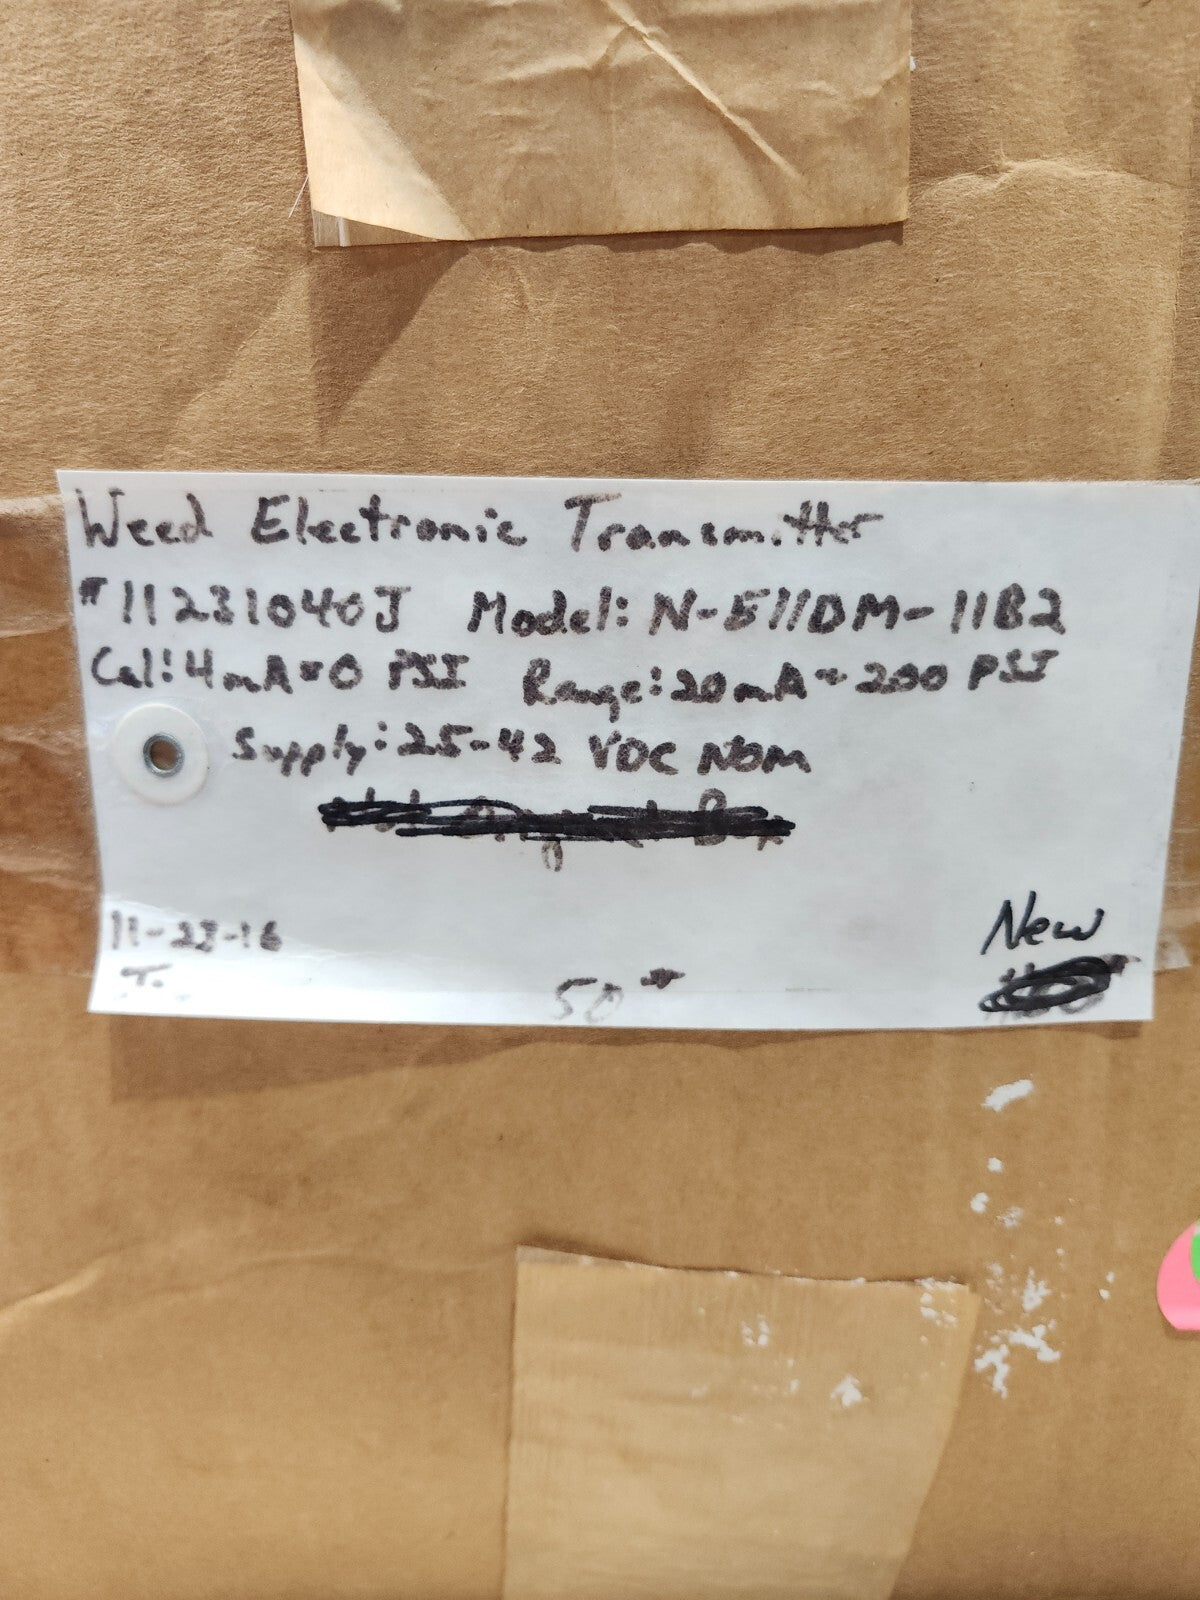 Weed Electronic Transmitter
#11231040J Model: N-511DM-11B2
Cal: 4mA=0 PSI Range: 20mA=200 PSI
Supply: 25-42 VDC NOM
New
11-23-16
T.
50#